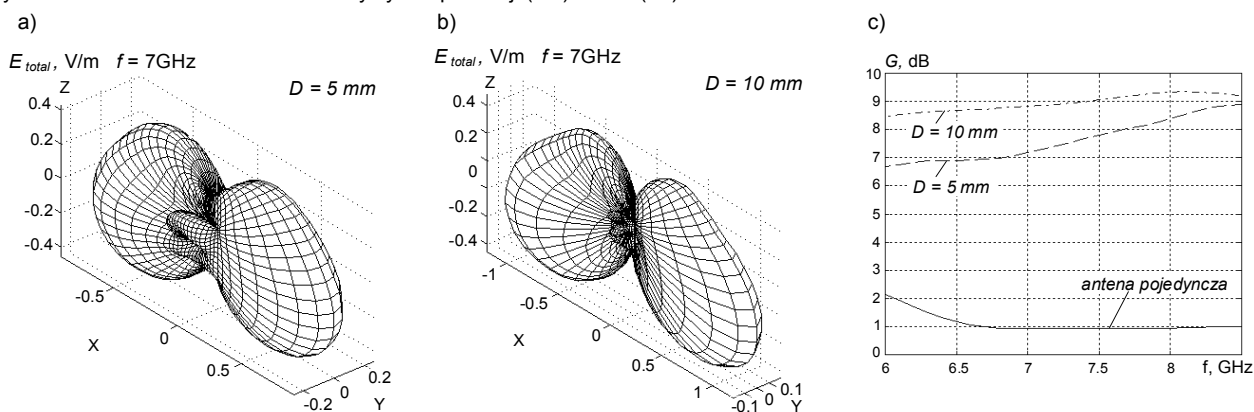 a)
E total, V/m f = 7GHz
D = 5 mm
Z
0.4
0.2
0
-0.2
-0.4
-0.5
0
0.5
X
-0.2
0
0.2
Y
b)
E total, V/m f = 7GHz
D = 10 mm
Z
0.4
0.2
0
-0.2
-0.4
-1
-0.5
0
0.5
1
X
-0.1
0
0.1
Y
c)
G, dB
10
9
8
7
6
5
4
3
2
1
0
D = 10 mm
D = 5 mm
antena pojedyncza
6 6.5 7 7.5 8 f, GHz